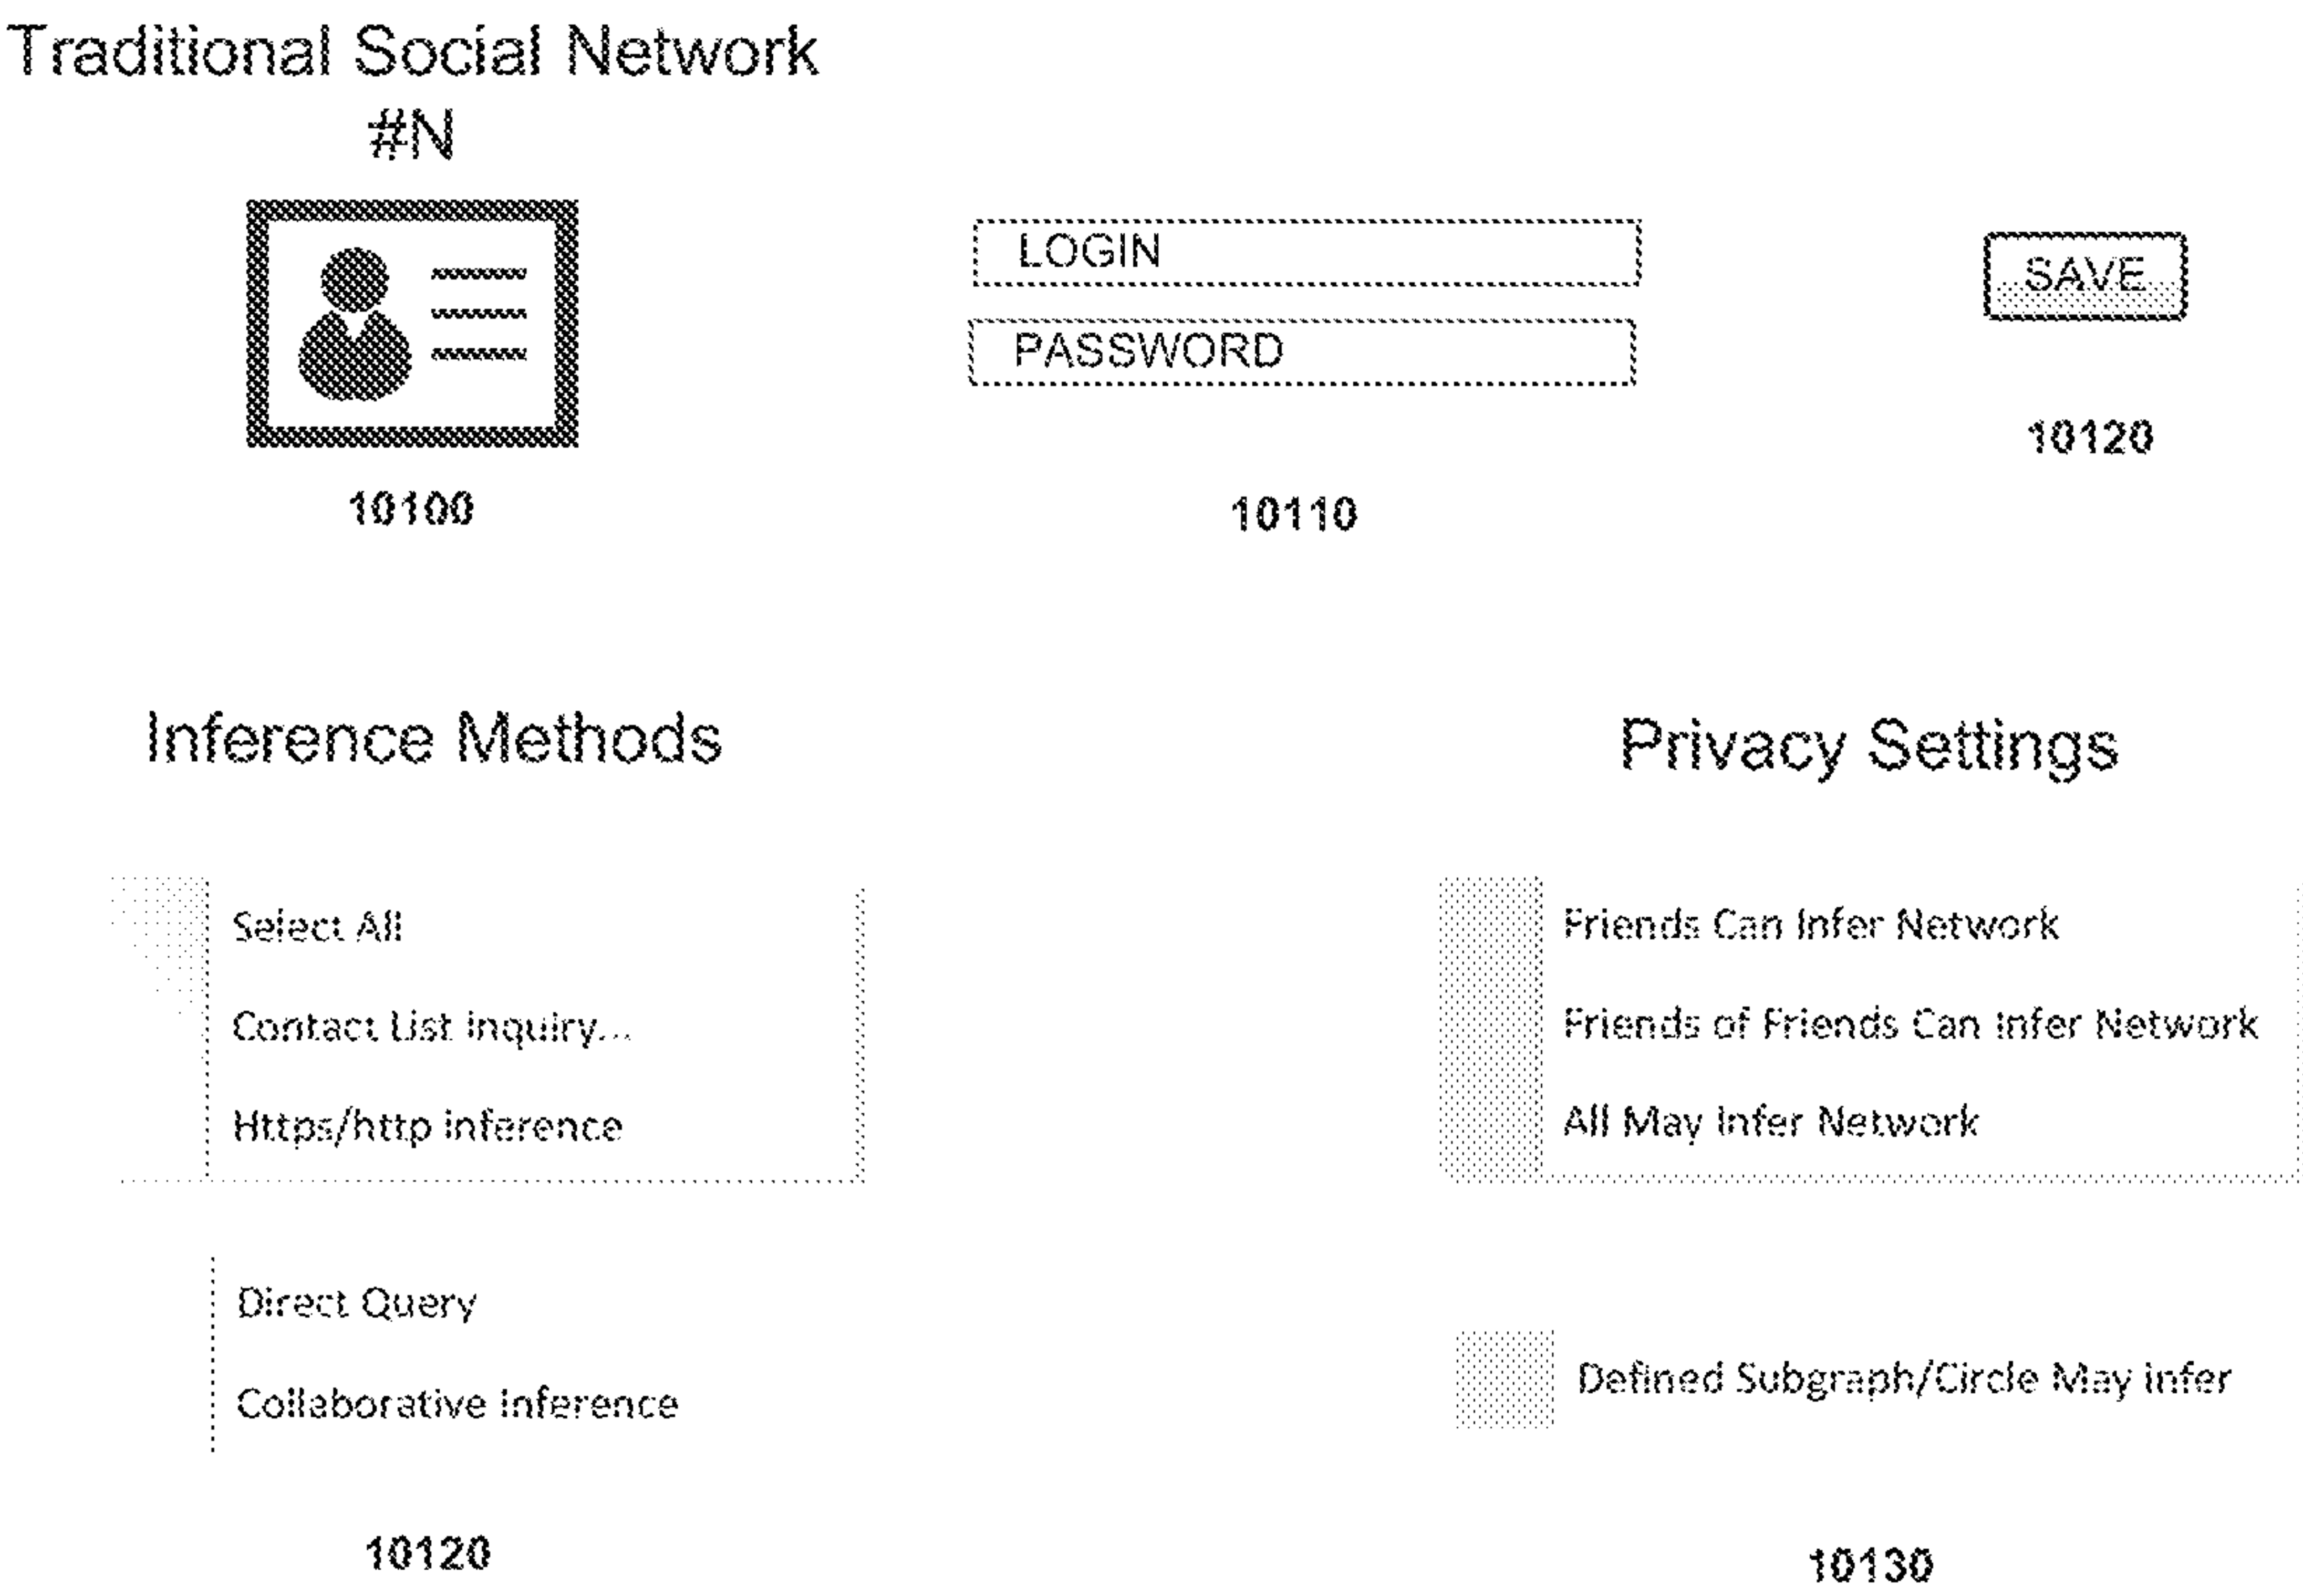 Traditional Social Network
#N
LOGIN
PASSWORD
SAVE
10100
10110
10120
Inference Methods
Select All
Contact List inquiry...
Https/http inference
Direct Query
Collaborative Inference
10120
Privacy Settings
Friends Can Infer Network
Friends of Friends Can Infer Network
All May Infer Network
Defined Subgraph/Circle May infer
10130